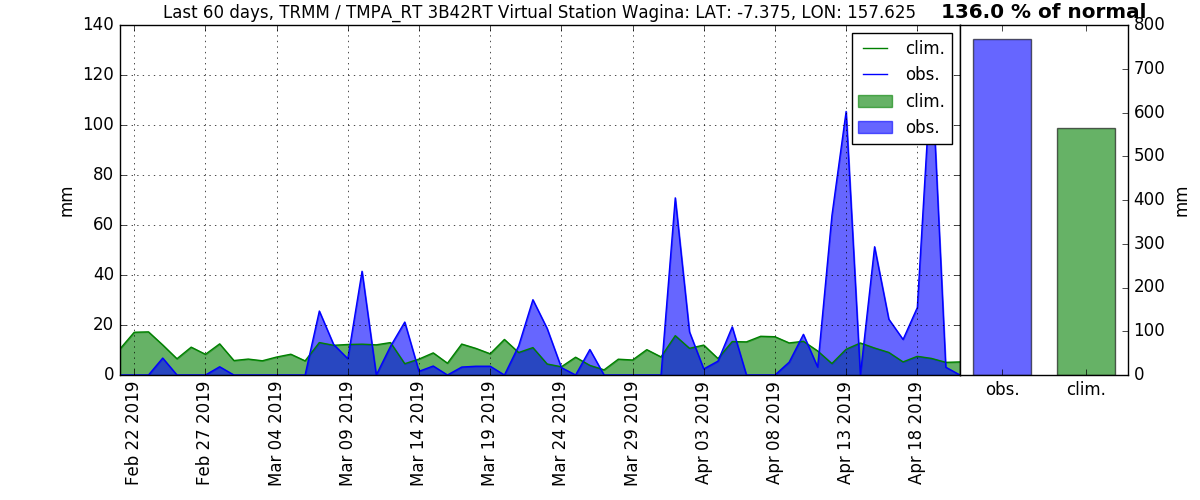 Last 60 days, TRMM / TMPA_RT 3B42RT Virtual Station Wagina: LAT: -7.375, LON: 157.625
136.0 % of normal
140
120
100
80
60
40
20
0
mm
clim.
obs.
clim.
obs.
800
700
600
500
400
300
200
100
0
mm
obs.
clim.
Feb 22 2019
Feb 27 2019
Mar 04 2019
Mar 09 2019
Mar 14 2019
Mar 19 2019
Mar 24 2019
Mar 29 2019
Apr 03 2019
Apr 08 2019
Apr 13 2019
Apr 18 2019